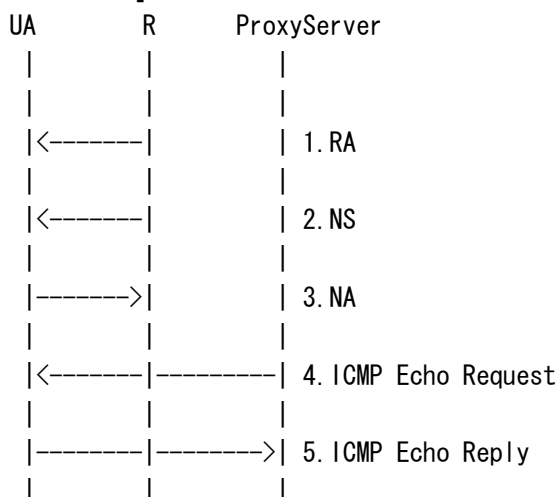 UA R ProxyServer
| | |
| | |
|<-------| | 1.RA
| | |
|<-------| | 2.NS
| | |
|------->| | 3.NA
| | |
|<-------|---------| 4.ICMP Echo Request
| | |
|--------|-------->| 5.ICMP Echo Reply
| | |